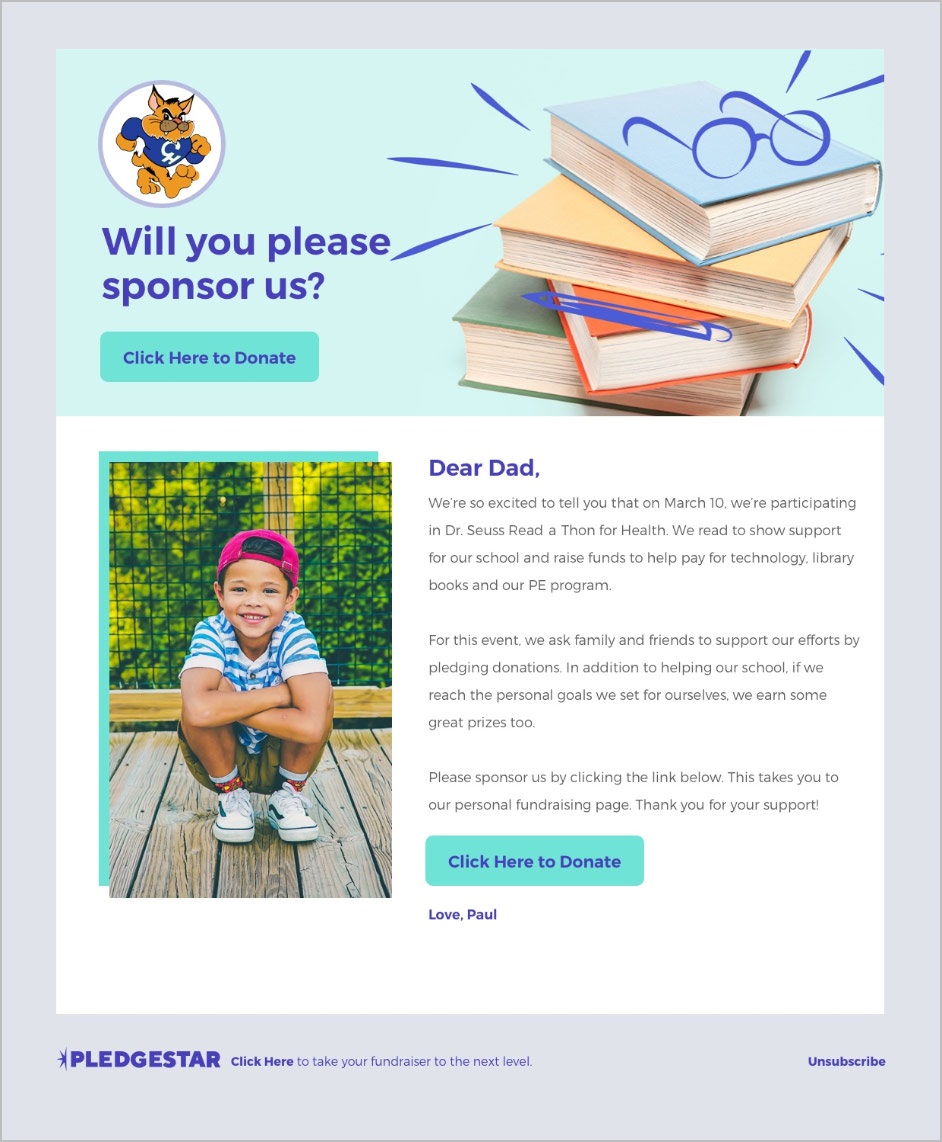 Will you please
sponsor us?
Click Here to Donate
Dear Dad,
We're so excited to tell you that on March 10, we're participating
in Dr. Seuss Read a Thon for Health. We read to show support
for our school and raise funds to help pay for technology, library
books and our PE program.
For this event, we ask family and friends to support our efforts by
pledging donations. In addition to helping our school, if we
reach the personal goals we set for ourselves, we earn some
great prizes too.
Please sponsor us by clicking the link below. This takes you to
our personal fundraising page. Thank you for your support!
Click Here to Donate
Love, Paul
PLEDGESTAR Click Here to take your fundraiser to the next level.
Unsubscribe